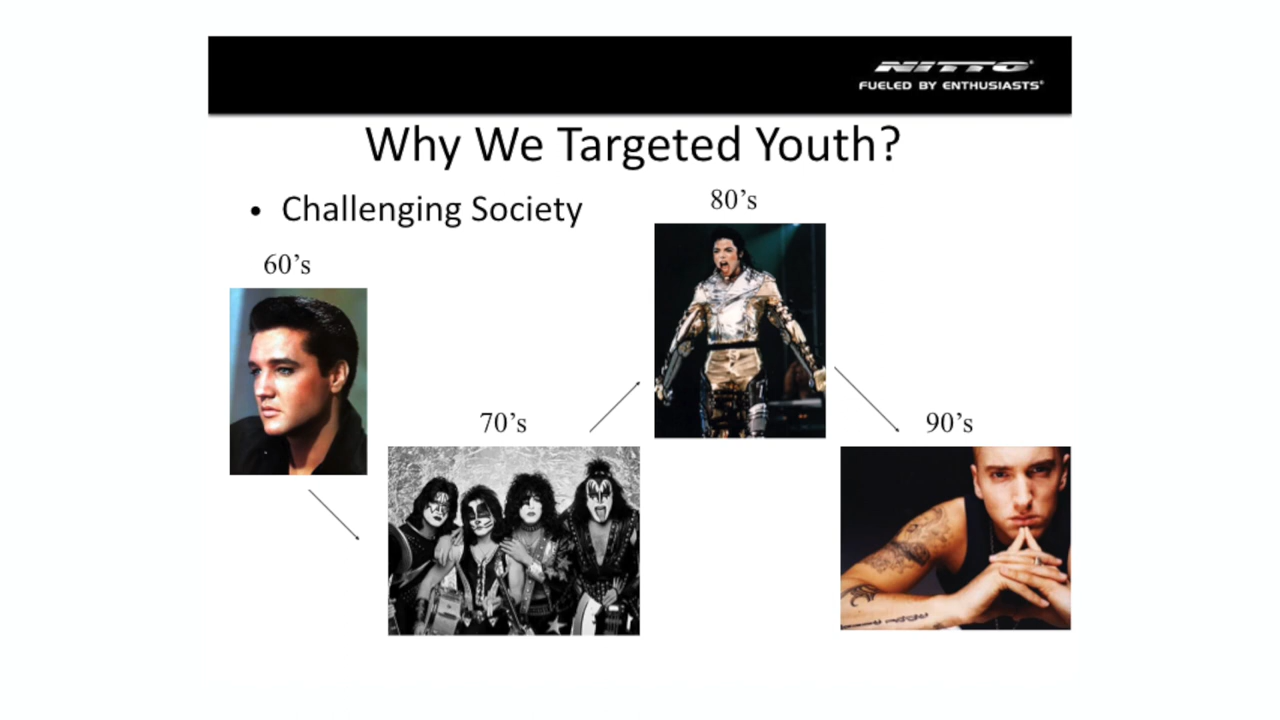 NITTO®
FUELED BY ENTHUSIASTS®
Why We Targeted Youth?
• Challenging Society
60's
70's
80's
90's